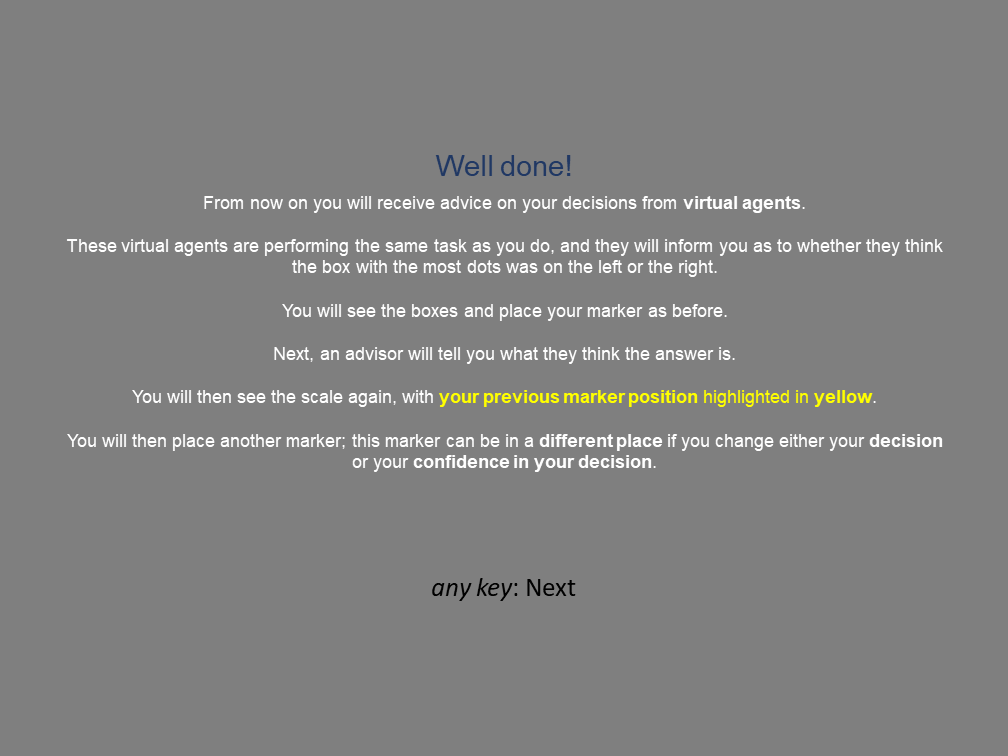 Well done!
From now on you will receive advice on your decisions from virtual agents.
These virtual agents are performing the same task as you do, and they will inform you as to whether they think
the box with the most dots was on the left or the right.
You will see the boxes and place your marker as before.
Next, an advisor will tell you what they think the answer is.
You will then see the scale again, with your previous marker position highlighted in yellow.
You will then place another marker; this marker can be in a different place if you change either your decision
or your confidence in your decision.
any key: Next